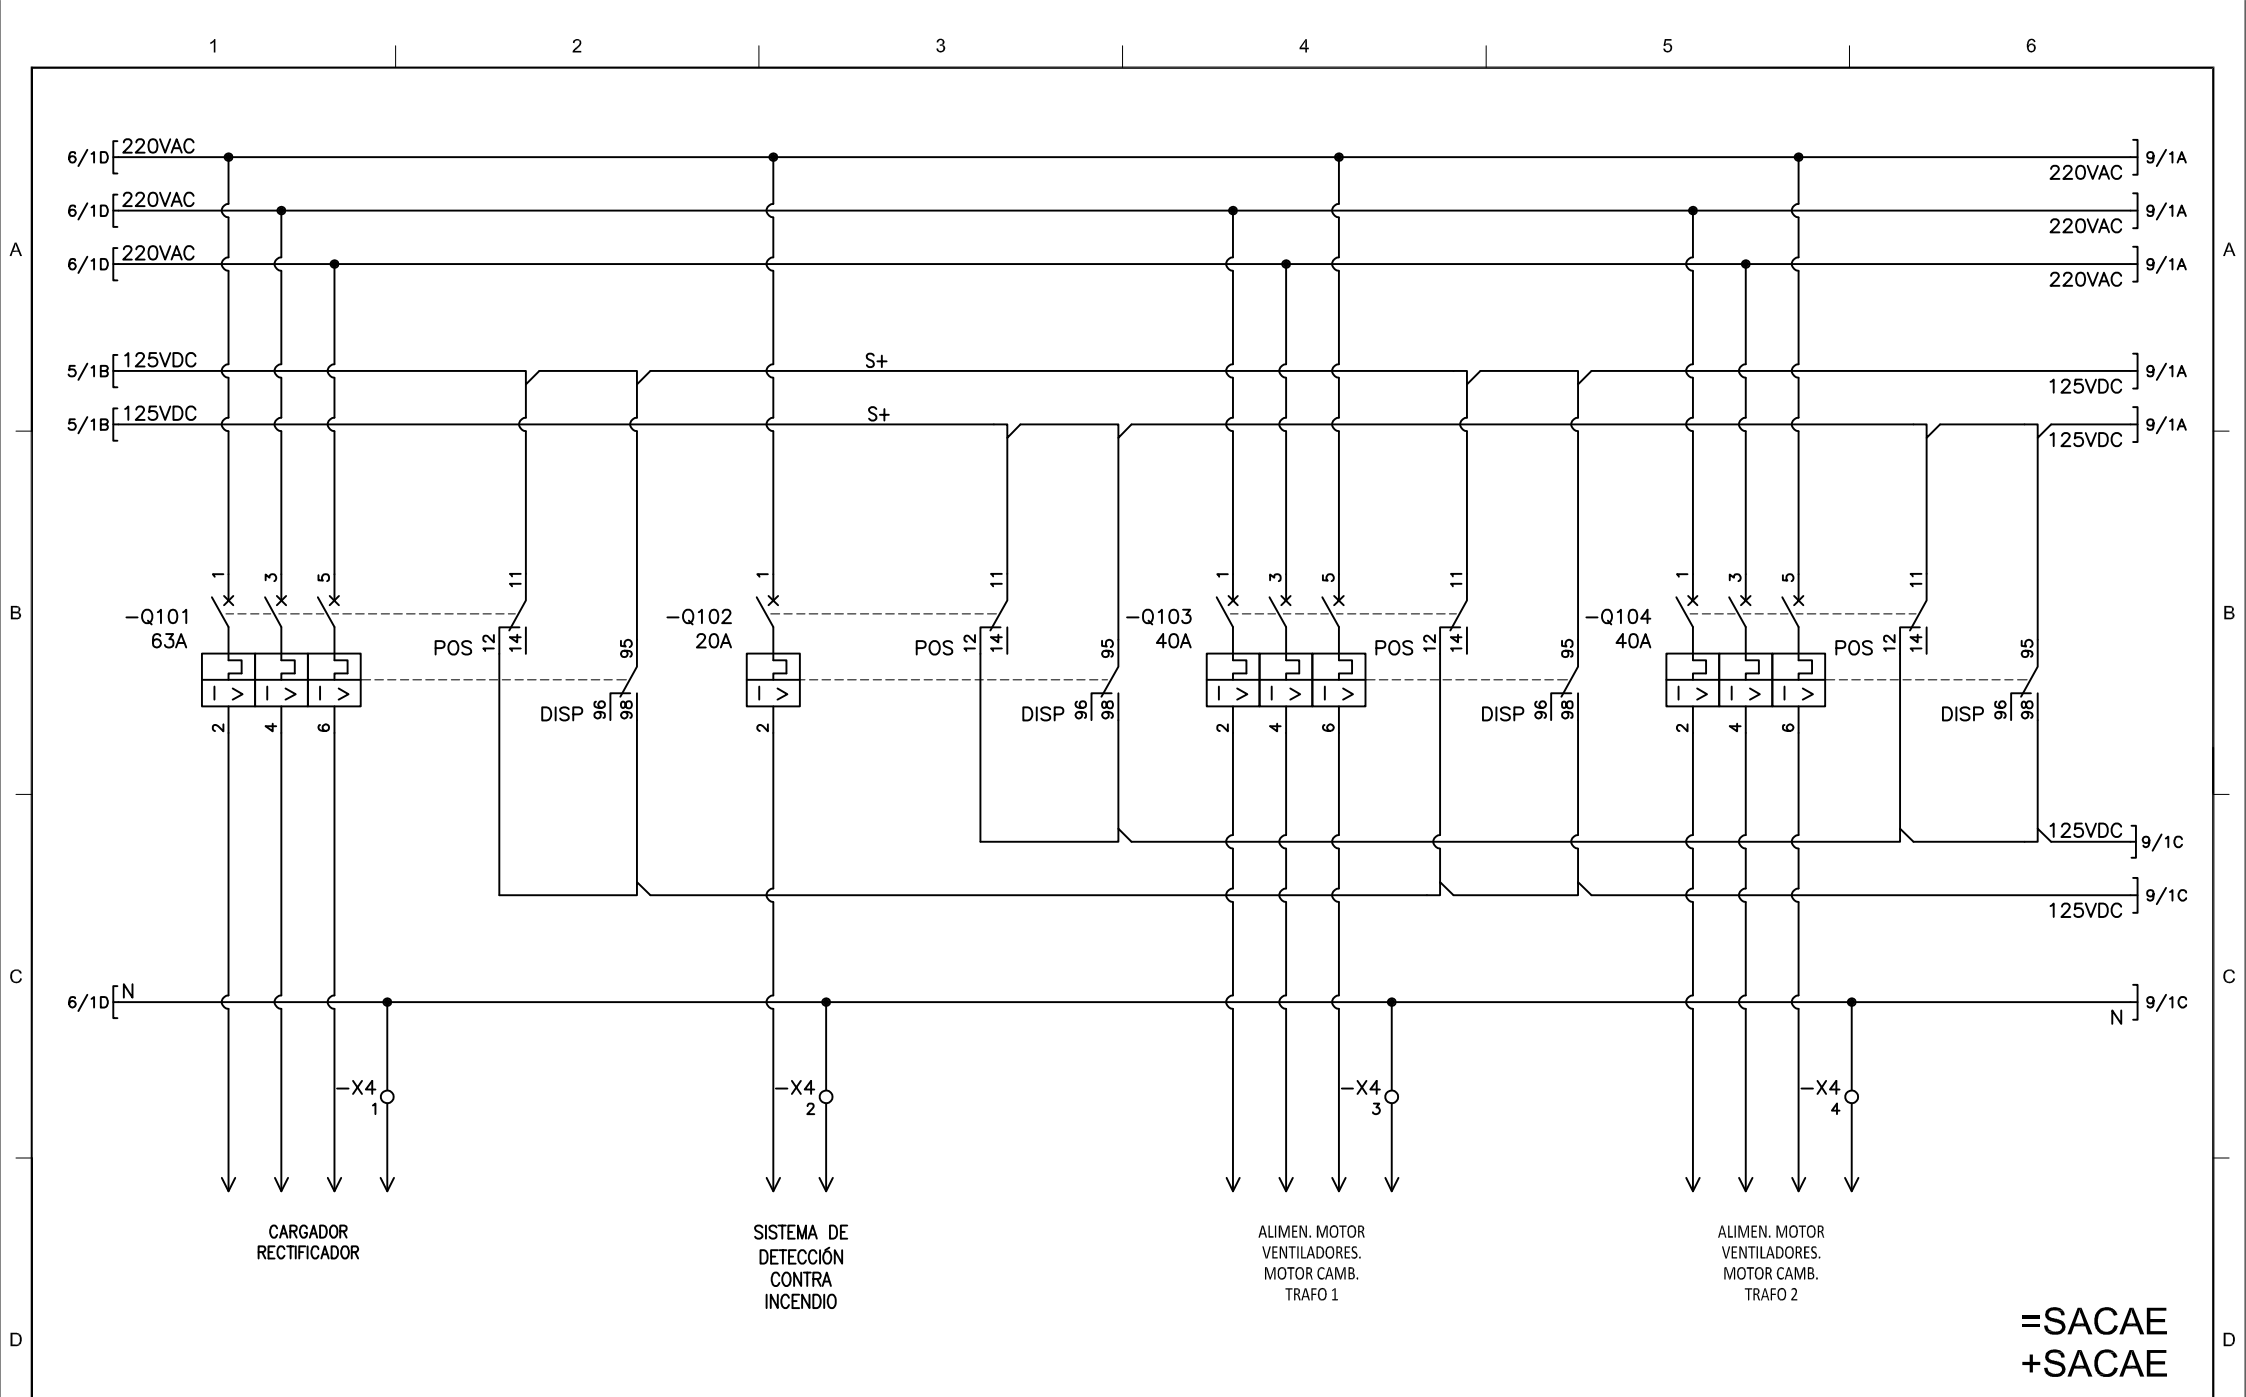 1 2 3 4 5 6
6/1D 220VAC 9/1A
220VAC
6/1D 220VAC 9/1A
220VAC
A A
6/1D 220VAC 9/1A
220VAC
5/1B 125VDC S+ 9/1A
125VDC
5/1B 125VDC S+ 9/1A
125VDC
1 3 5 11 1 11 1 3 5 11 1 3 5 11
B B
-Q101 -Q102 -Q103 -Q104
63A 20A 40A 40A
POS 12 14 95 POS 12 14 95 POS 12 14 95 POS 12 14 95
I > I > I > I > I > I > I > I > I > I >
DISP 96 98 DISP 96 98 DISP 96 98 DISP 96 98
2 4 6 2 2 4 6 2 4 6
125VDC 9/1C
9/1C
125VDC
C C
6/1D N 9/1C
N
-X4 -X4 -X4 -X4
1 2 3 4
CARGADOR
RECTIFICADOR
SISTEMA DE
DETECCIÓN
CONTRA
INCENDIO
ALIMEN. MOTOR
VENTILADORES.
MOTOR CAMB.
TRAFO 1
ALIMEN. MOTOR
VENTILADORES.
MOTOR CAMB.
TRAFO 2
=SACAE
D D
+SACAE